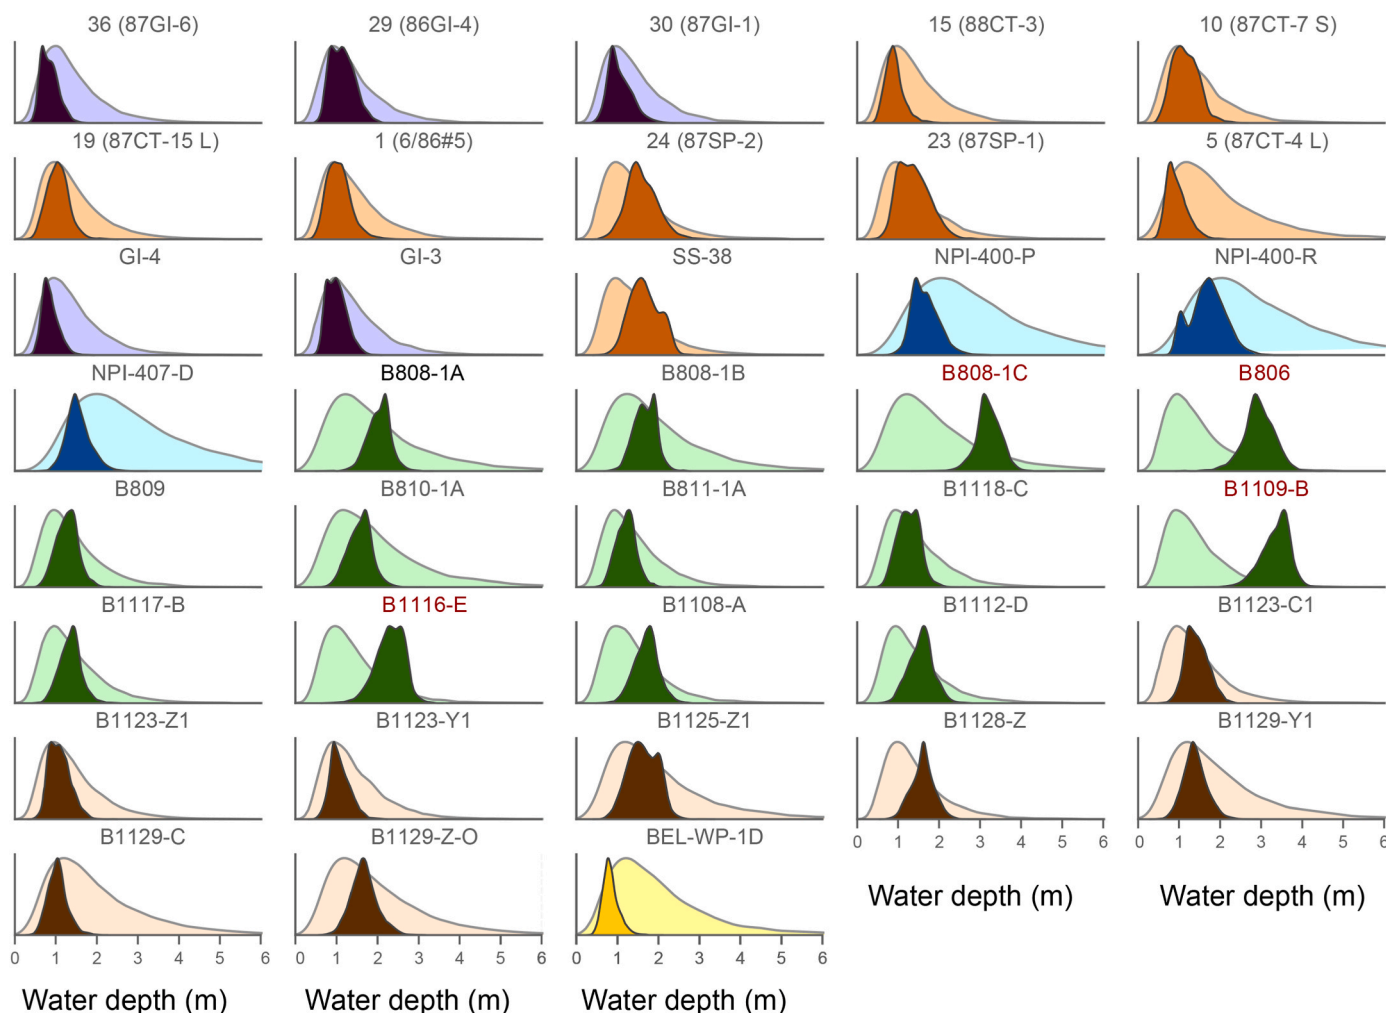 36 (87GI-6) 29 (86GI-4) 30 (87GI-1) 15 (88CT-3) 10 (87CT-7 S)
19 (87CT-15 L) 1 (6/86#5) 24 (87SP-2) 23 (87SP-1) 5 (87CT-4 L)
GI-4 GI-3 SS-38 NPI-400-P NPI-400-R
NPI-407-D B808-1A B808-1B B808-1C B806
B809 B810-1A B811-1A B1118-C B1109-B
B1117-B B1116-E B1108-A B1112-D B1123-C1
B1123-Z1 B1123-Y1 B1125-Z1 B1128-Z B1129-Y1
0 1 2 3 4 5 6 0 1 2 3 4 5 6
B1129-C B1129-Z-O BEL-WP-1D
Water depth (m) Water depth (m)
0 1 2 3 4 5 6 0 1 2 3 4 5 6 0 1 2 3 4 5 6
Water depth (m) Water depth (m) Water depth (m)